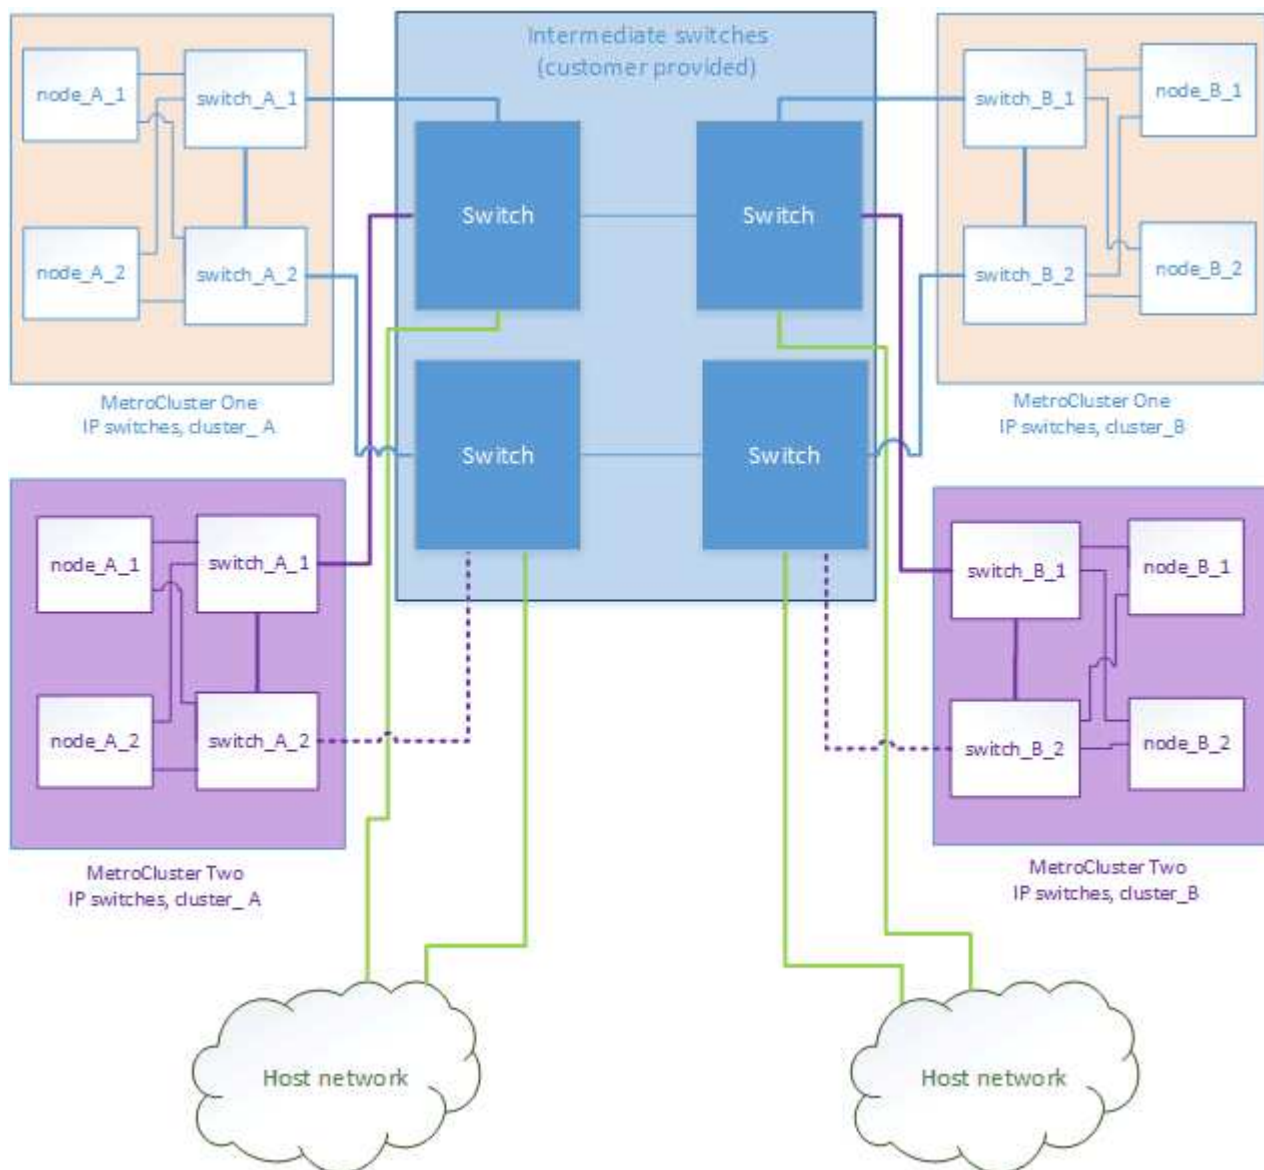 Intermediate switches
(customer provided)
node_A_1
switch_A_1
node_A_2
switch_A_2
MetroCluster One
IP switches, cluster_ A
Switch
Switch
Switch
Switch
switch_B_1
node_B_1
switch_B_2
node_B_2
MetroCluster One
IP switches, cluster_B
node_A_1
switch_A_1
node_A_2
switch_A_2
MetroCluster Two
IP switches, cluster_ A
switch_B_1
node_B_1
switch_B_2
node_B_2
MetroCluster Two
IP switches, cluster_B
Host network
Host network